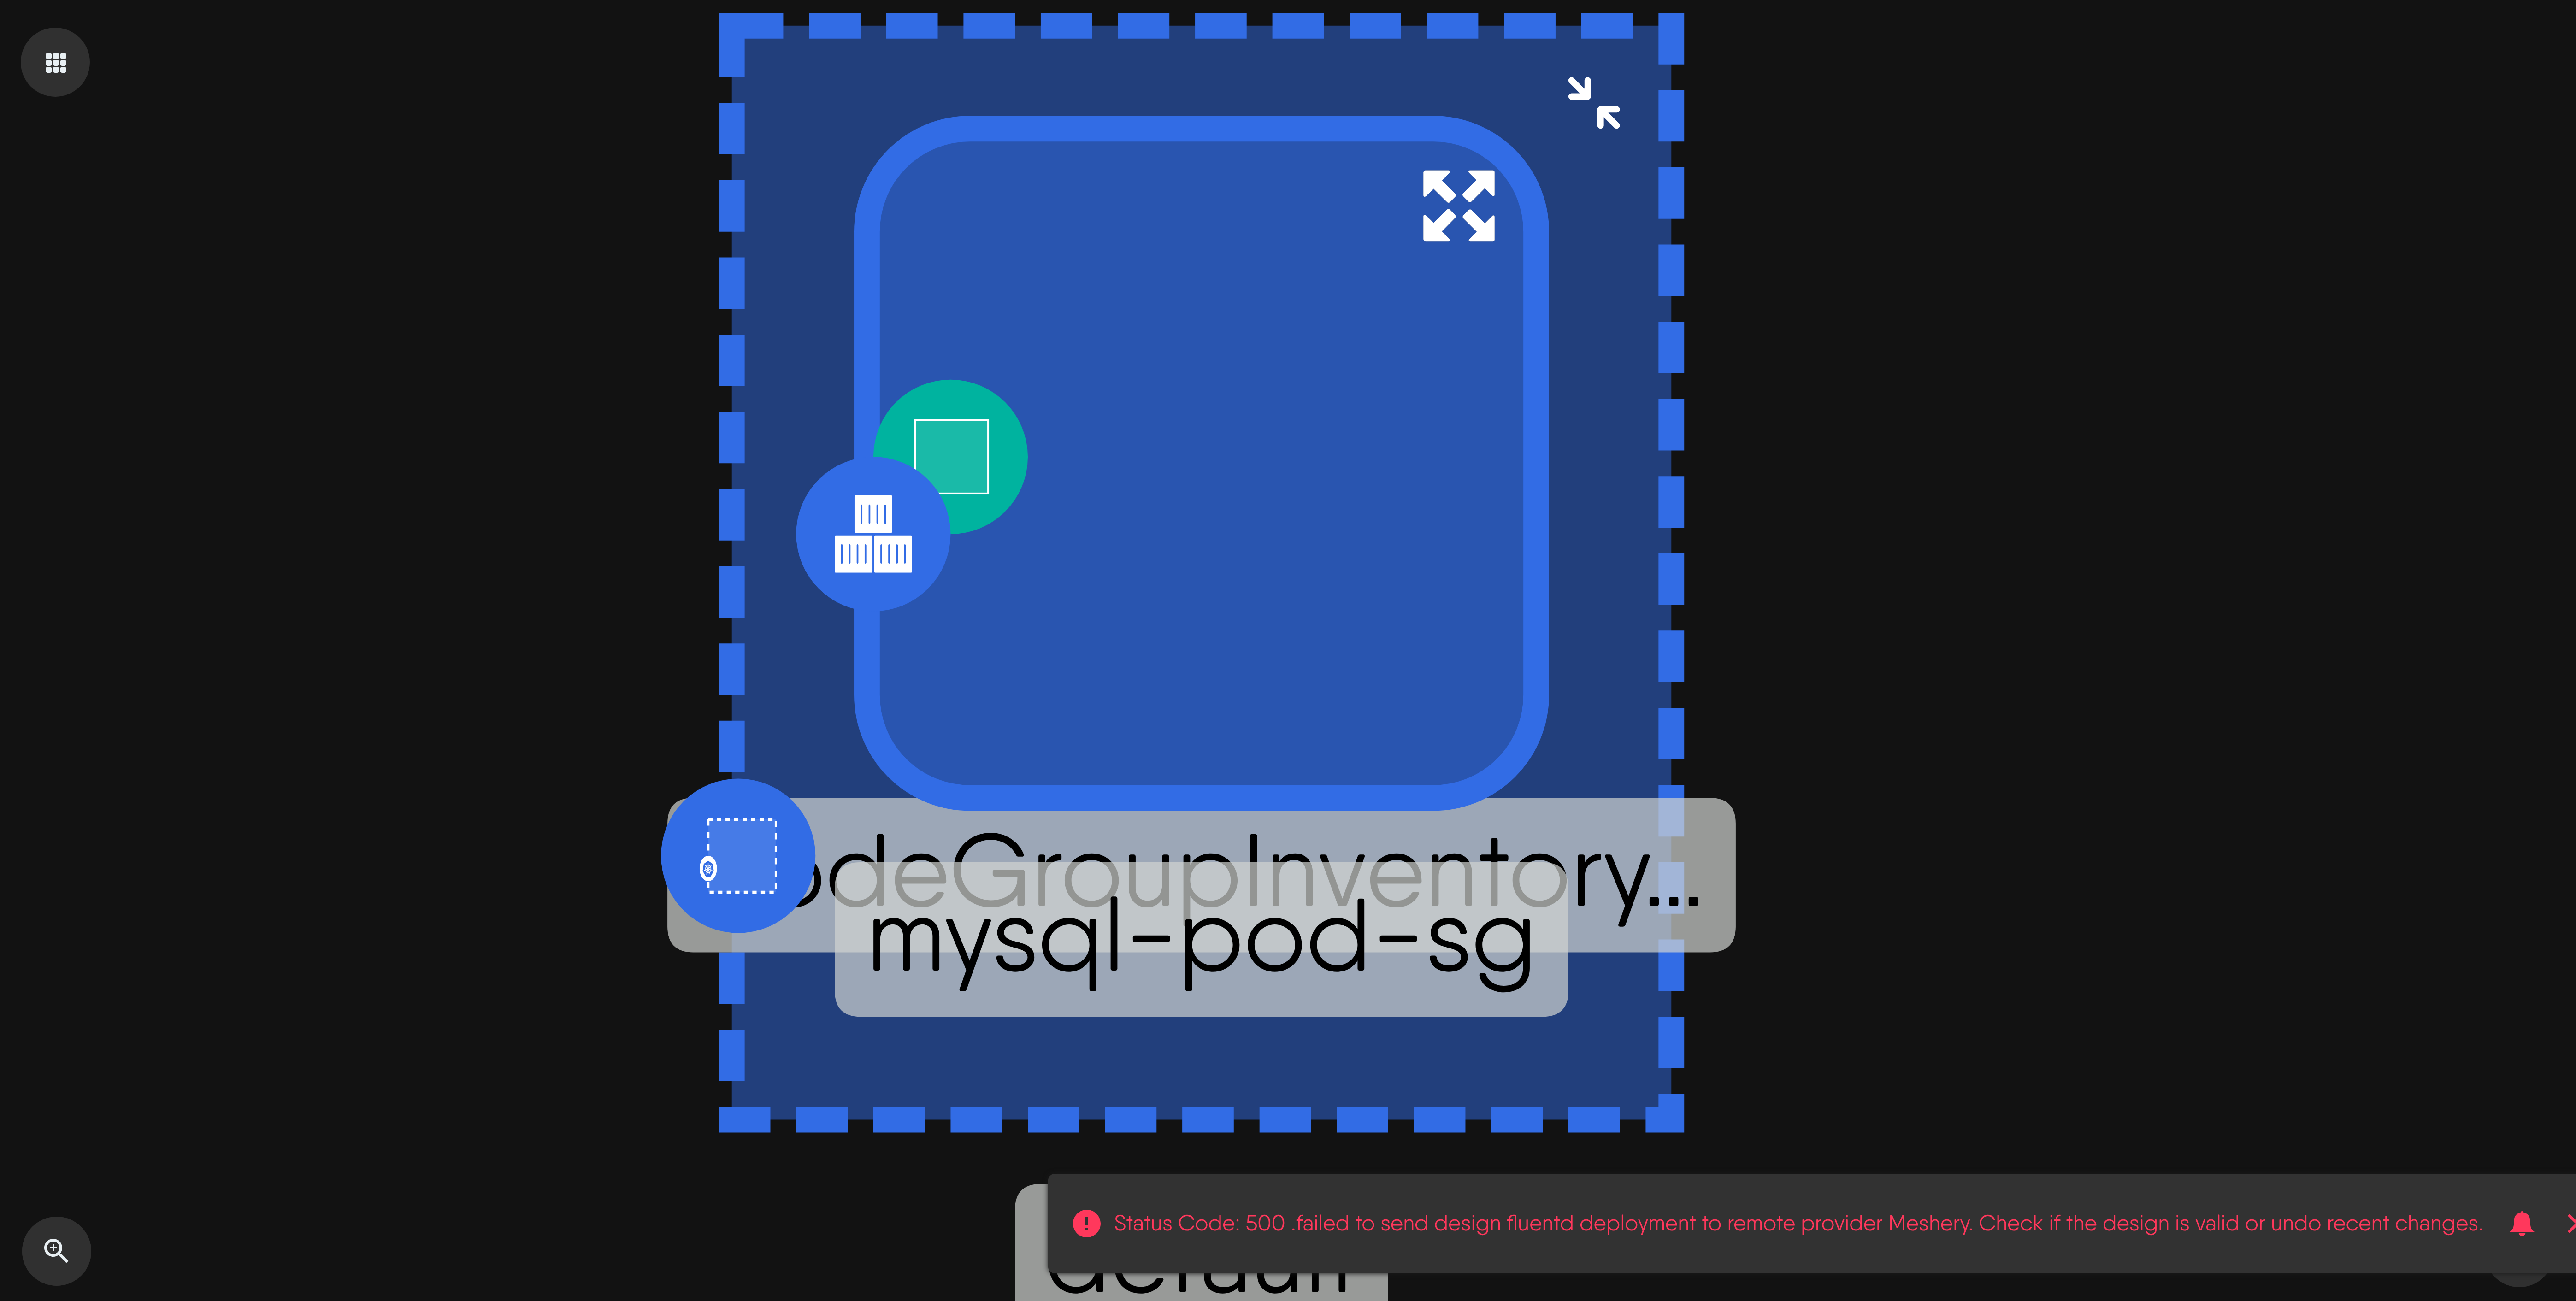 mysql-pod-sg
Status Code: 500 .failed to send design fluentd deployment to remote provider Meshery. Check if the design is valid or undo recent changes.